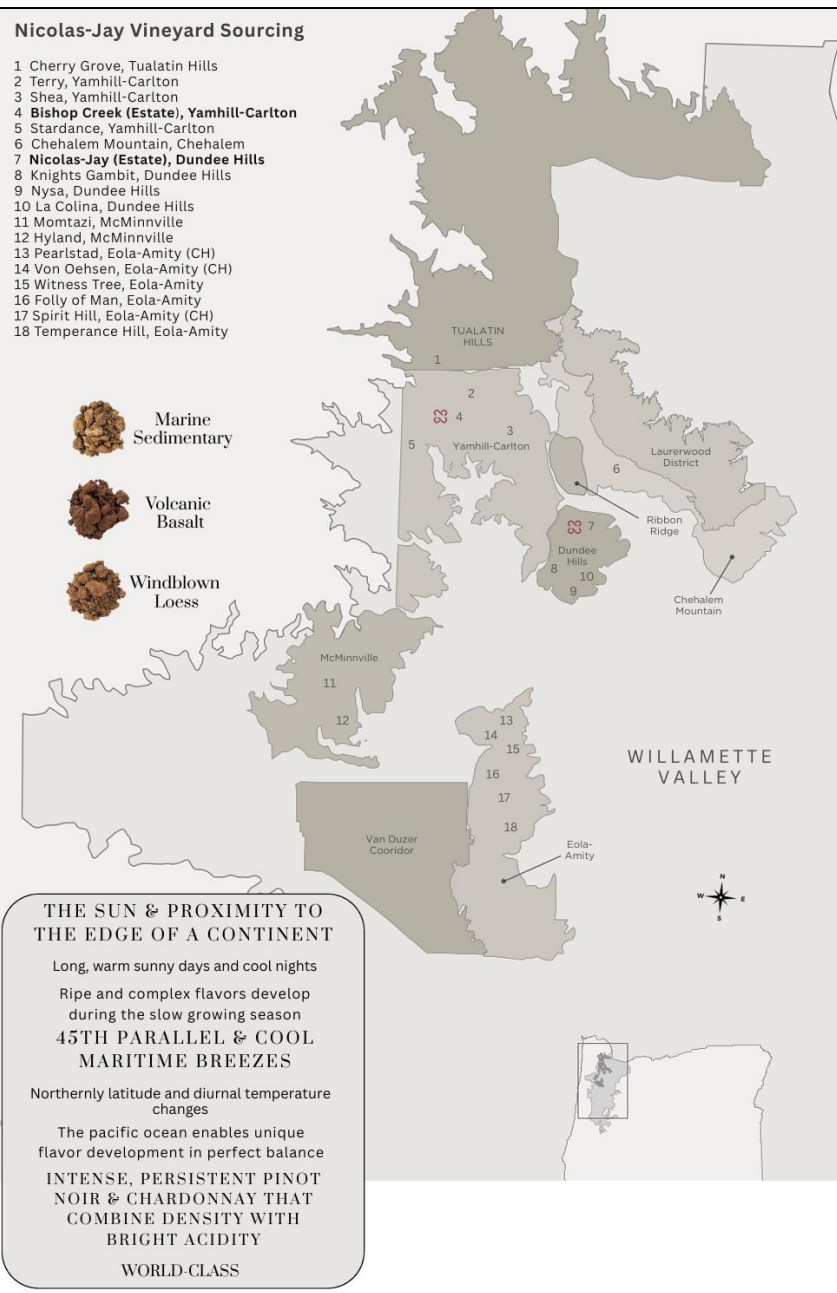 Nicolas-Jay Vineyard Sourcing
1 Cherry Grove, Tualatin Hills
2 Terry, Yamhill-Carlton
3 Shea, Yamhill-Carlton
4 Bishop Creek (Estate), Yamhill-Carlton
5 Stardance, Yamhill-Carlton
6 Chehalem Mountain, Chehalem
7 Nicolas-Jay (Estate), Dundee Hills
8 Knights Gambit, Dundee Hills
9 Nysa, Dundee Hills
10 La Colina, Dundee Hills
11 Momtazi, McMinnville
12 Hyland, McMinnville
13 Pearlstad, Eola-Amity (CH)
14 Von Oehsen, Eola-Amity (CH)
15 Witness Tree, Eola-Amity
16 Folly of Man, Eola-Amity
17 Spirit Hill, Eola-Amity (CH)
18 Temperance Hill, Eola-Amity
TUALATIN
HILLS
1
2
4
3
5
Yamhill-Carlton
6
Laurerwood
District
Ribbon
Ridge
7
Dundee
Hills
8
10
9
Chehalem
Mountain
Marine
Sedimentary
Volcanic
Basalt
Windblown
Loess
McMinnville
11
12
13
14
15
16
17
18
WILLAMETTE
VALLEY
Van Duzer
Cooridor
Eola-
Amity
N
W
E
S
THE SUN & PROXIMITY TO
THE EDGE OF A CONTINENT
Long, warm sunny days and cool nights
Ripe and complex flavors develop
during the slow growing season
45TH PARALLEL & COOL
MARITIME BREEZES
Northernly latitude and diurnal temperature
changes
The pacific ocean enables unique
flavor development in perfect balance
INTENSE, PERSISTENT PINOT
NOIR & CHARDONNAY THAT
COMBINE DENSITY WITH
BRIGHT ACIDITY
WORLD-CLASS